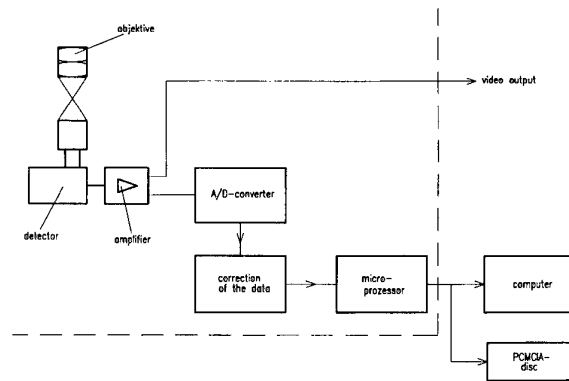 objektive
video output
detector
amplifier
A/D-converter
correction
of the data
micro-
prozessor
computer
PCMCIA-
disc